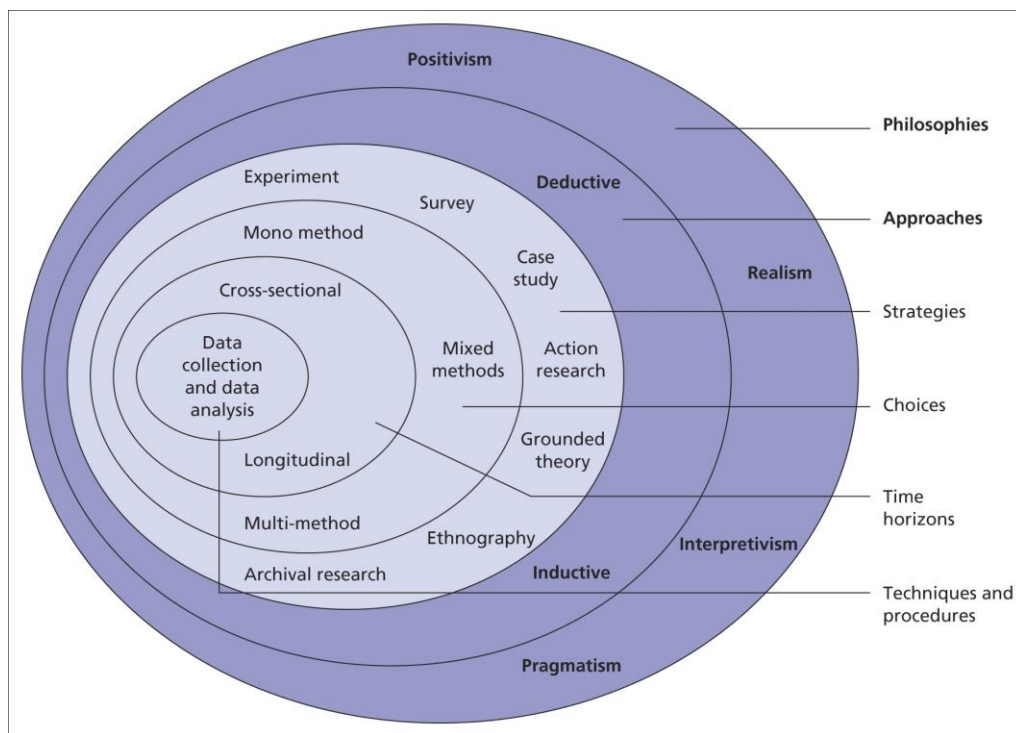 Positivism
Philosophies
Experiment
Deductive
Survey
Approaches
Mono method
Case
study
Realism
Cross-sectional
Strategies
Data
collection
and data
analysis
Mixed
methods
Action
research
Choices
Grounded
theory
Longitudinal
Time
horizons
Multi-method
Ethnography
Interpretivism
Archival research
Inductive
Techniques and
procedures
Pragmatism